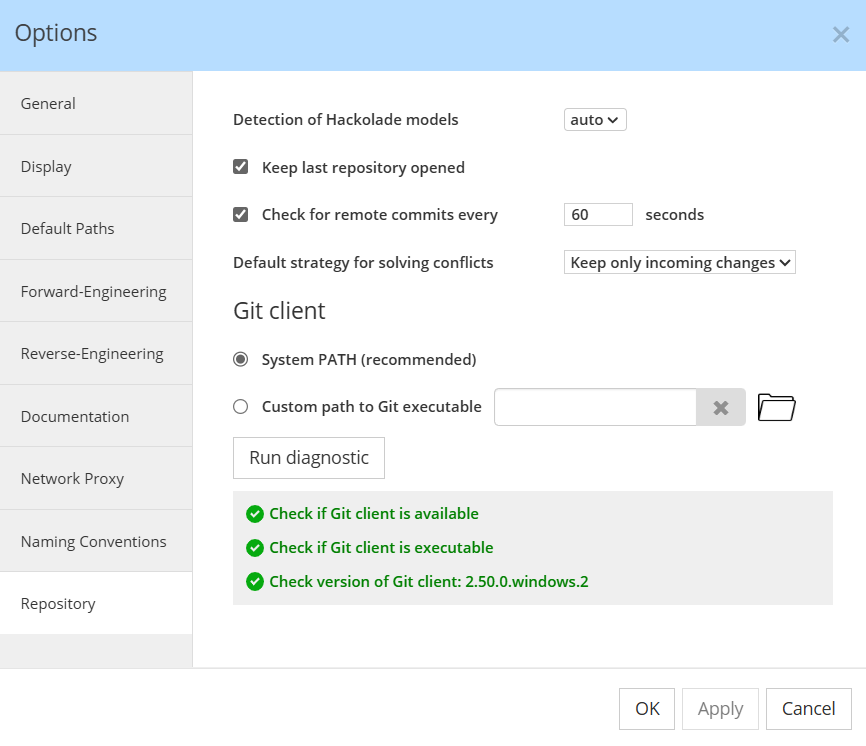 Options
General
Display
Default Paths
Forward-Engineering
Reverse-Engineering
Documentation
Network Proxy
Naming Conventions
Repository
Detection of Hackolade models auto
Keep last repository opened
Check for remote commits every 60 seconds
Default strategy for solving conflicts Keep only incoming changes
Git client
System PATH (recommended)
Custom path to Git executable
Run diagnostic
Check if Git client is available
Check if Git client is executable
Check version of Git client: 2.50.0.windows.2
OK Apply Cancel